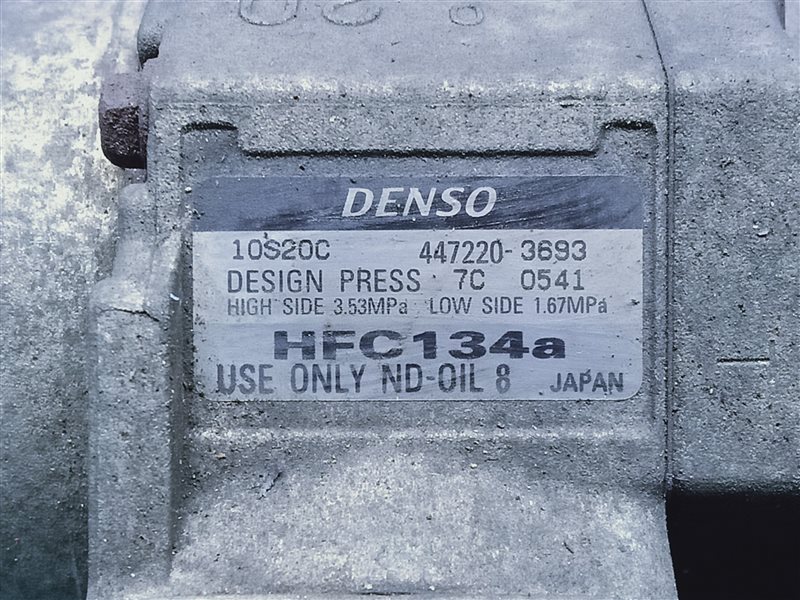 DENSO
10S20C 447220-3693
DESIGN PRESS 7C 0541
HIGH SIDE 3.53MPa LOW SIDE 1.67MPa
HFC134a
USE ONLY ND-OIL 8 JAPAN